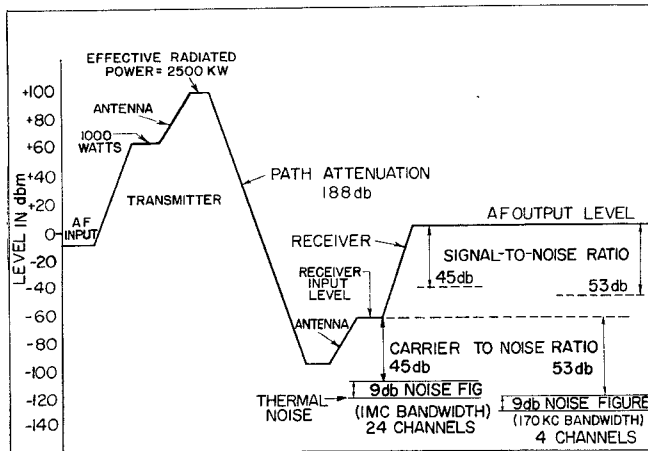 EFFECTIVE RADIATED
POWER = 2500 KW
+100
ANTENNA
+80
1000
WATTS
+60
+40
PATH ATTENUATION
188db
TRANSMITTER
+20
AF OUTPUT LEVEL
AF
INPUT
0
LEVEL IN dbm
RECEIVER
SIGNAL-TO-NOISE RATIO
-20
RECEIVER
INPUT
LEVEL
45db
53db
-40
-60
ANTENNA
-80
CARRIER TO NOISE RATIO
45db
53db
-100
9db NOISE FIG
THERMAL
NOISE
-120
(1MC BANDWIDTH)
24 CHANNELS
9db NOISE FIGURE
(170 KC BANDWIDTH)
4 CHANNELS
-140